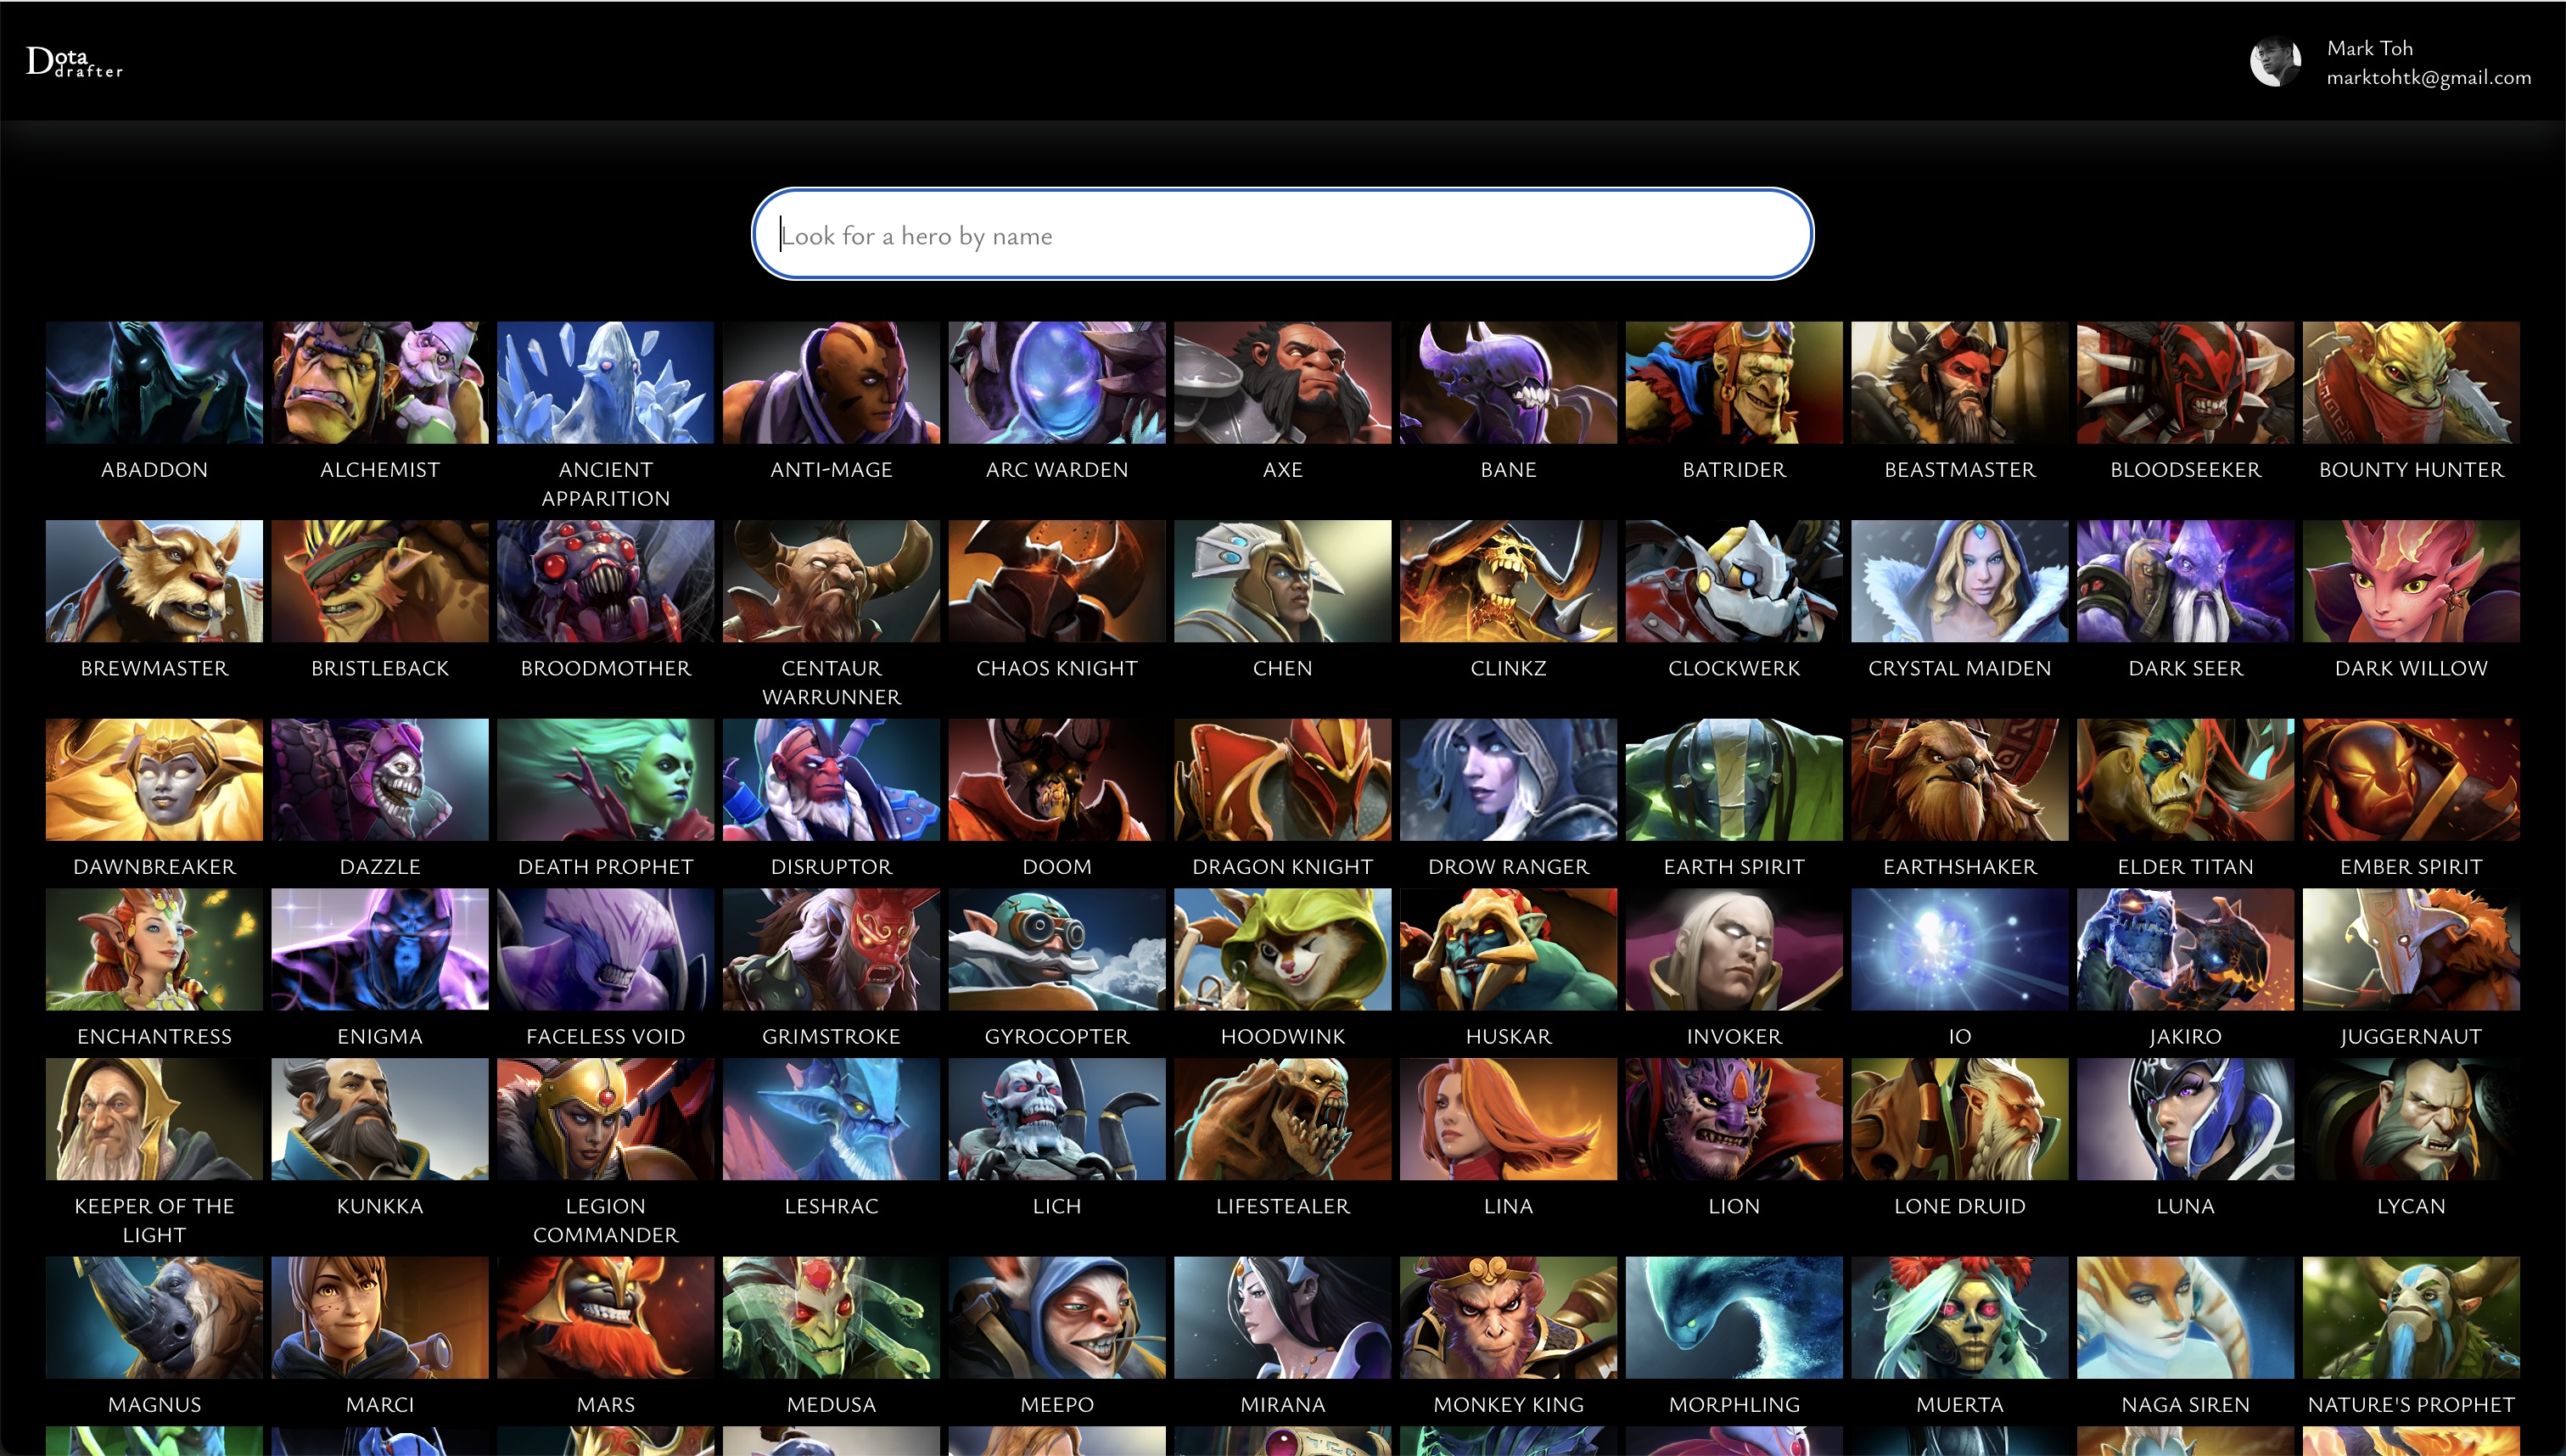 Dota
drafter
Mark Toh
marktohtk@gmail.com
Look for a hero by name
ABADDON
ALCHEMIST
ANCIENT
APPARITION
ANTI-MAGE
ARC WARDEN
AXE
BANE
BATRIDER
BEASTMASTER
BLOODSEEKER
BOUNTY HUNTER
BREWMASTER
BRISTLEBACK
BROODMOTHER
CENTAUR
WARRUNNER
CHAOS KNIGHT
CHEN
CLINKZ
CLOCKWERK
CRYSTAL MAIDEN
DARK SEER
DARK WILLOW
DAWNBREAKER
DAZZLE
DEATH PROPHET
DISRUPTOR
DOOM
DRAGON KNIGHT
DROW RANGER
EARTH SPIRIT
EARTHSHAKER
ELDER TITAN
EMBER SPIRIT
ENCHANTRESS
ENIGMA
FACELESS VOID
GRIMSTROKE
GYROCOPTER
HOODWINK
HUSKAR
INVOKER
IO
JAKIRO
JUGGERNAUT
KEEPER OF THE
LIGHT
KUNKKA
LEGION
COMMANDER
LESHRAC
LICH
LIFESTEALER
LINA
LION
LONE DRUID
LUNA
LYCAN
MAGNUS
MARCI
MARS
MEDUSA
MEEPO
MIRANA
MONKEY KING
MORPHLING
MUERTA
NAGA SIREN
NATURE'S PROPHET